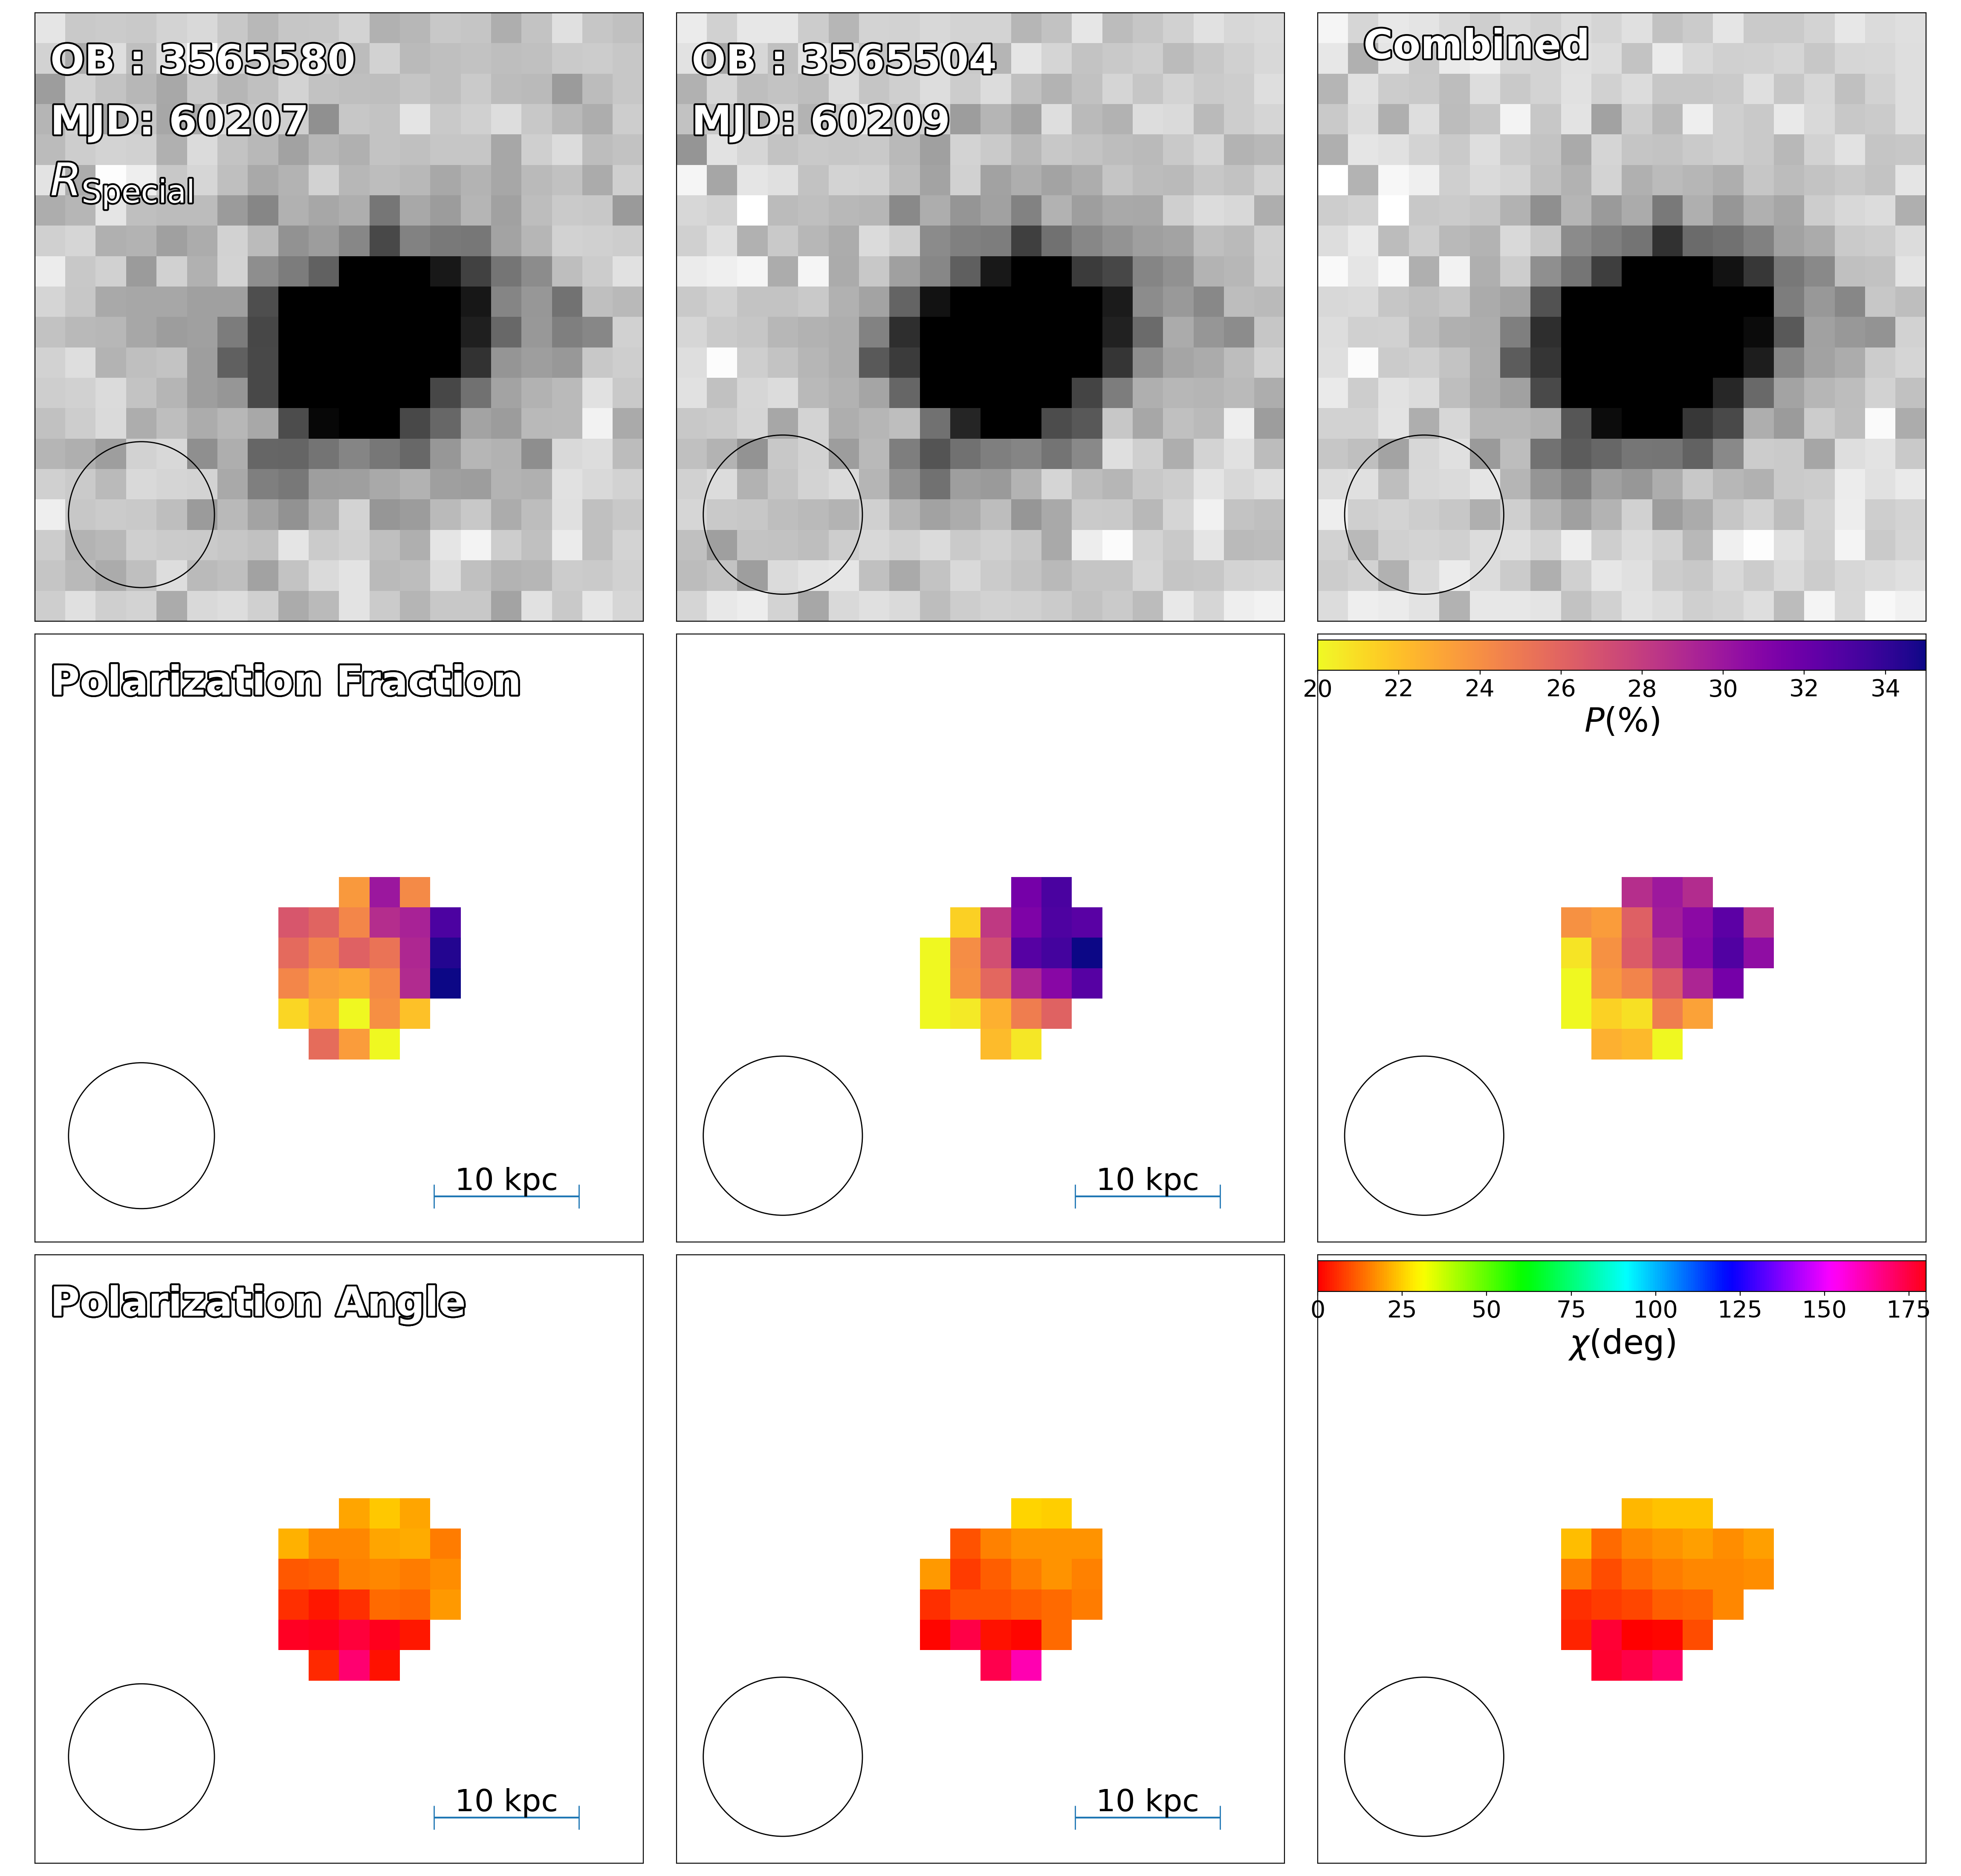 OB : 3565580
MJD: 60207
R_Special
OB : 3565504
MJD: 60209
Combined
Polarization Fraction
10 kpc
10 kpc
20 22 24 26 28 30 32 34
P(%)
Polarization Angle
10 kpc
10 kpc
0 25 50 75 100 125 150 175
χ(deg)